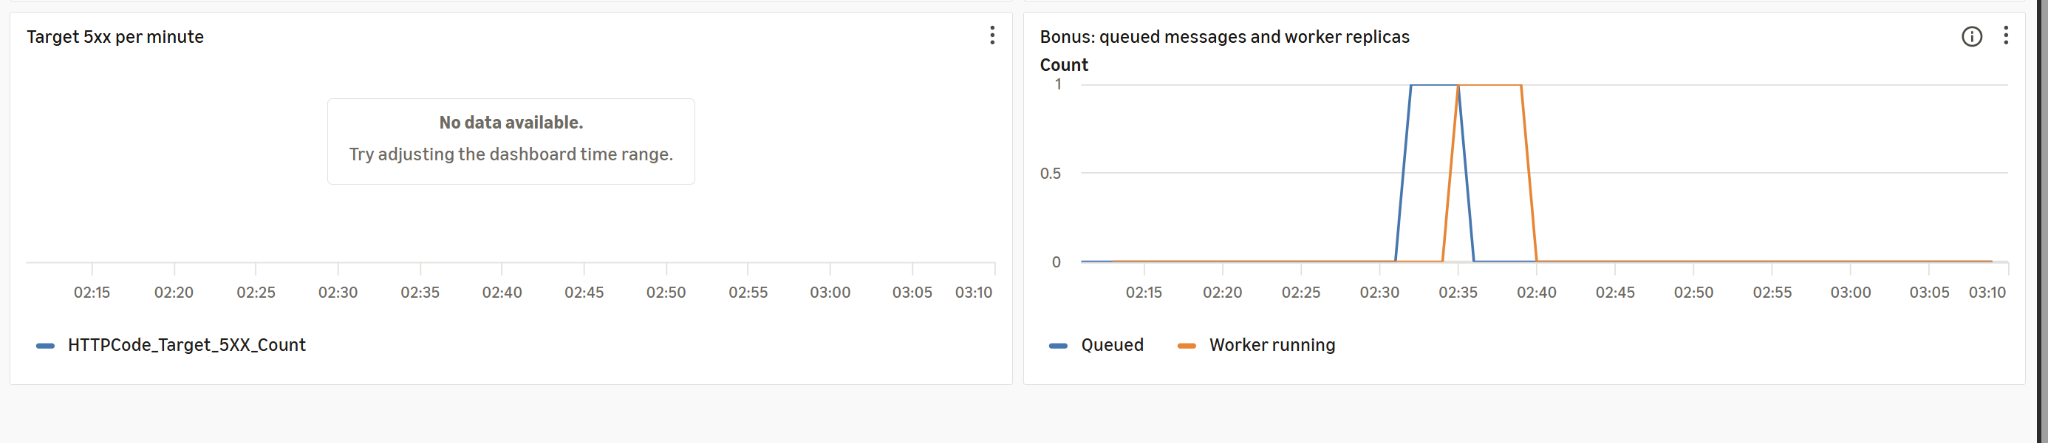 Target 5xx per minute
No data available.
Try adjusting the dashboard time range.
02:15 02:20 02:25 02:30 02:35 02:40 02:45 02:50 02:55 03:00 03:05 03:10
HTTPCode_Target_5XX_Count
Bonus: queued messages and worker replicas
Count
1
0.5
0
02:15 02:20 02:25 02:30 02:35 02:40 02:45 02:50 02:55 03:00 03:05 03:10
Queued Worker running